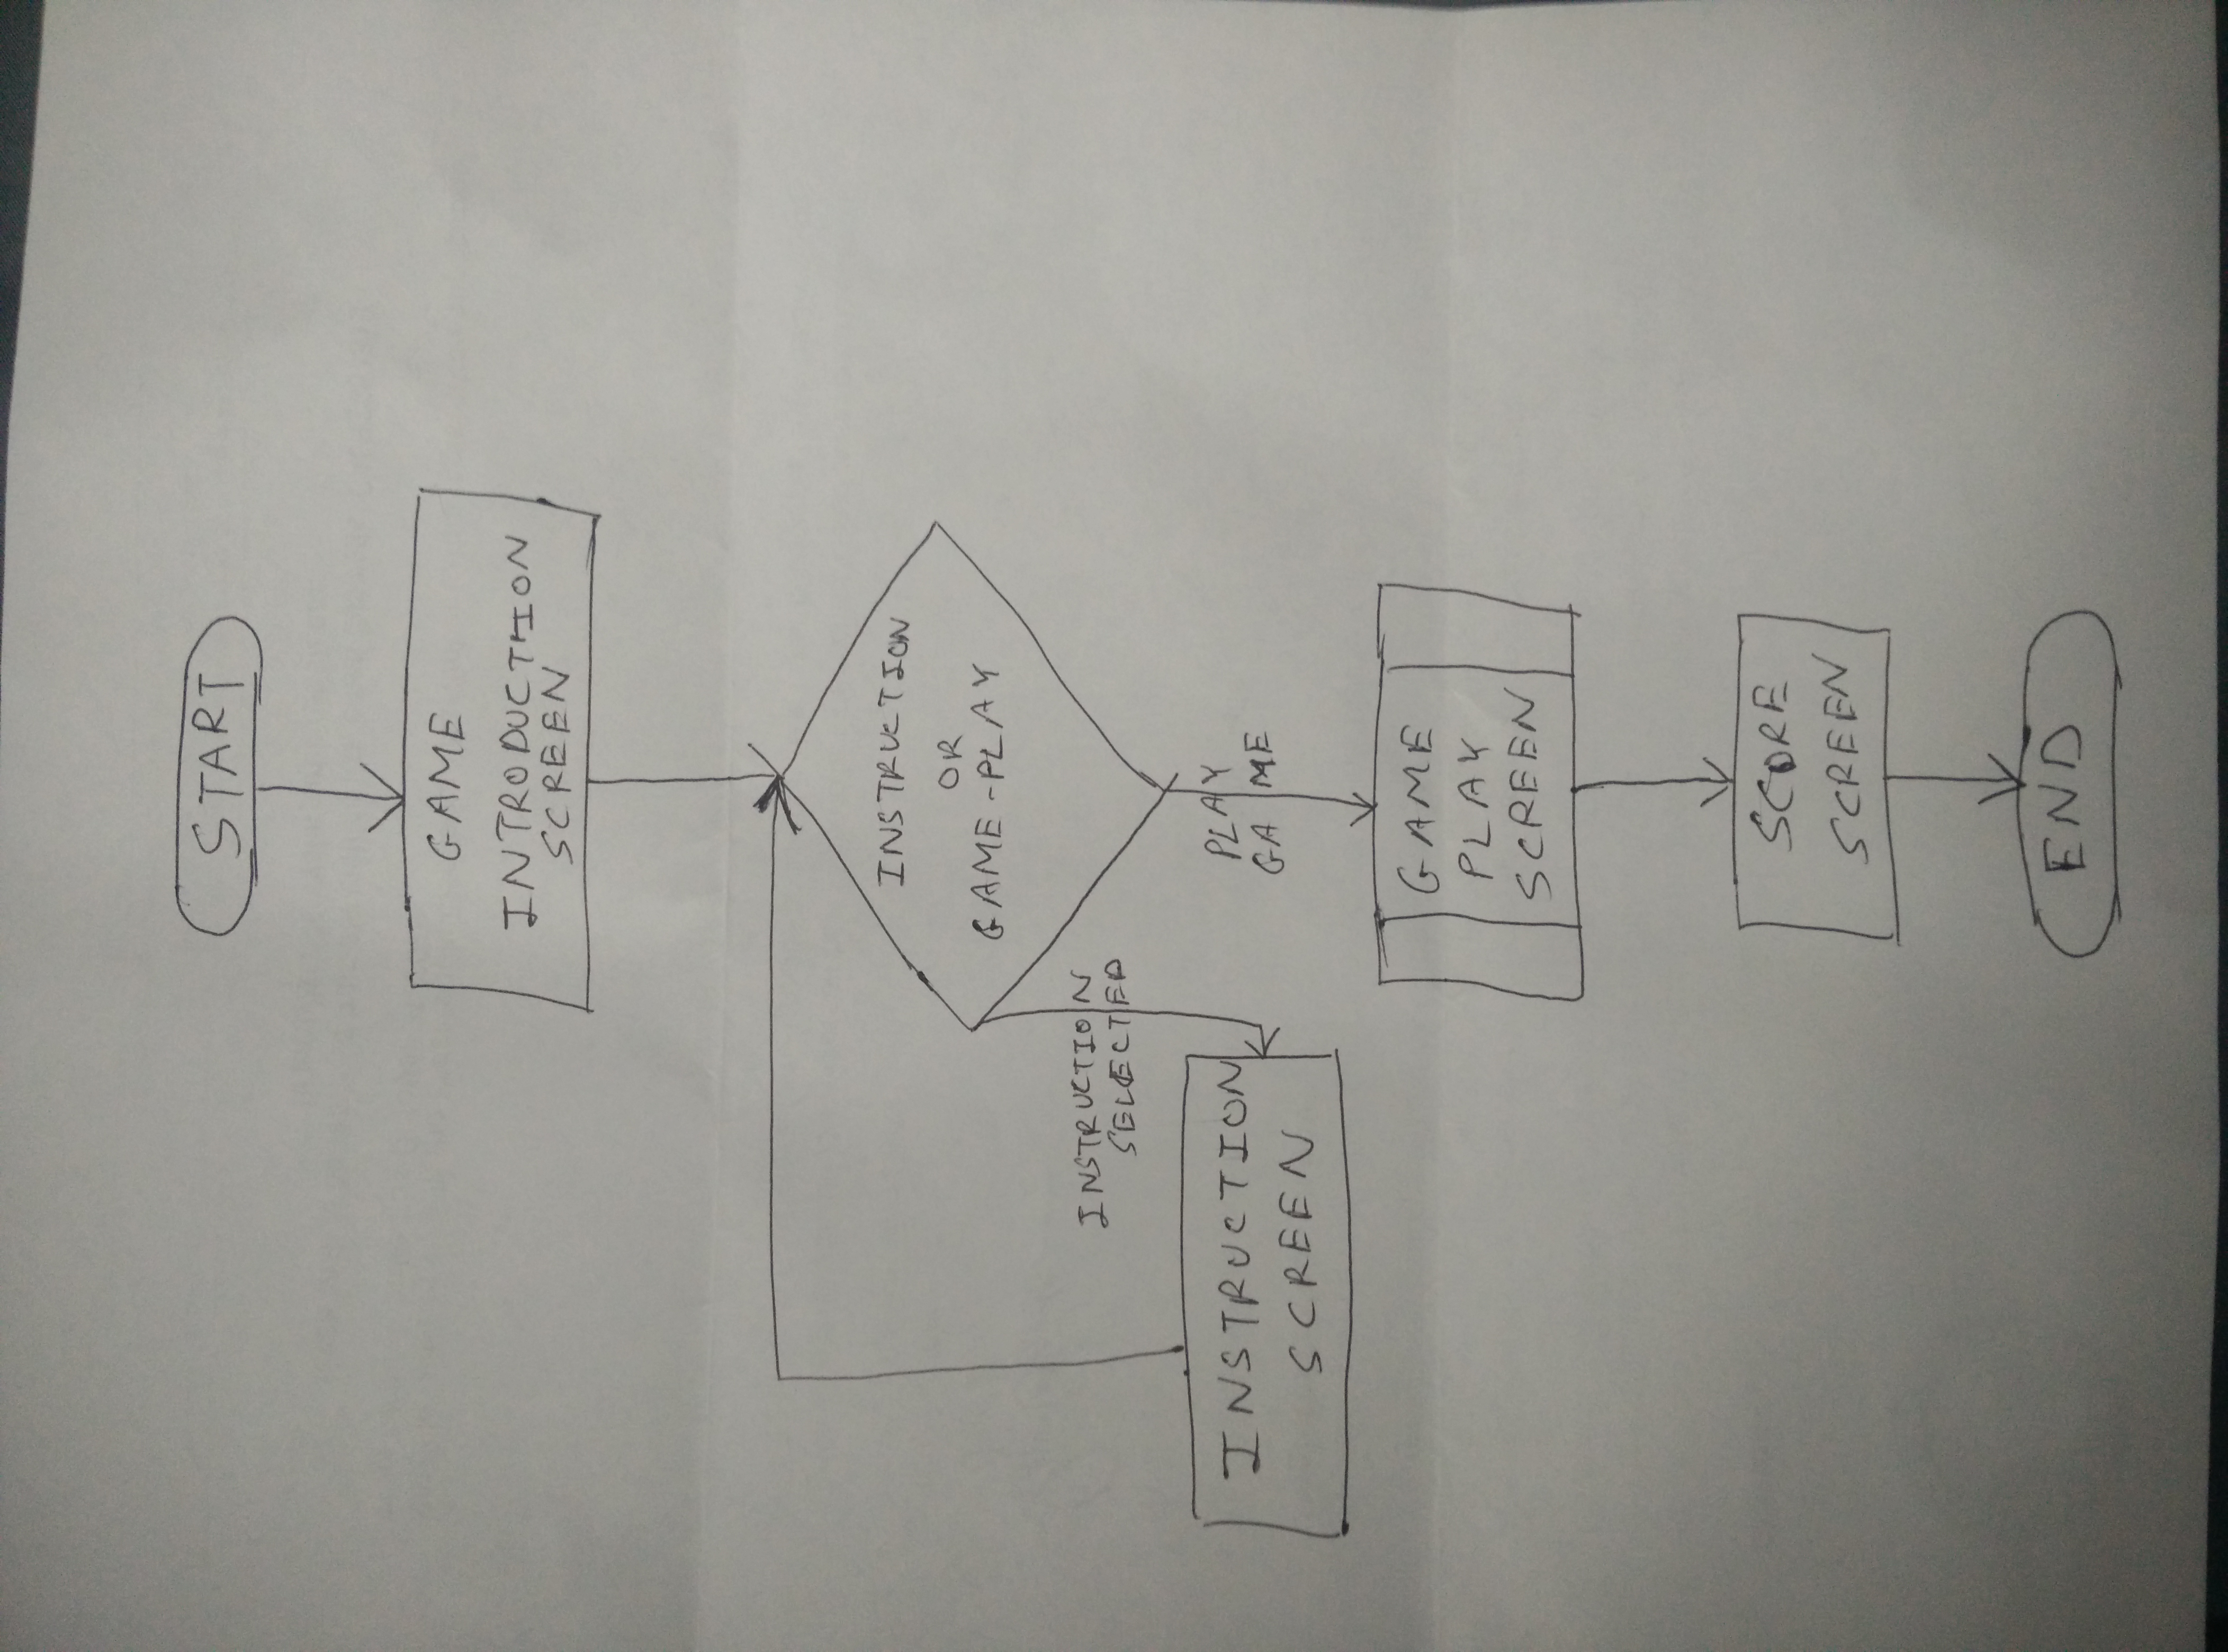 START
GAME
INTRODUCTION
SCREEN
INSTRUCTION
OR
GAME-PLAY
INSTRUCTION
SELECTED
INSTRUCTION
SCREEN
PLAY
GAME
GAME
PLAY
SCREEN
SCORE
SCREEN
END